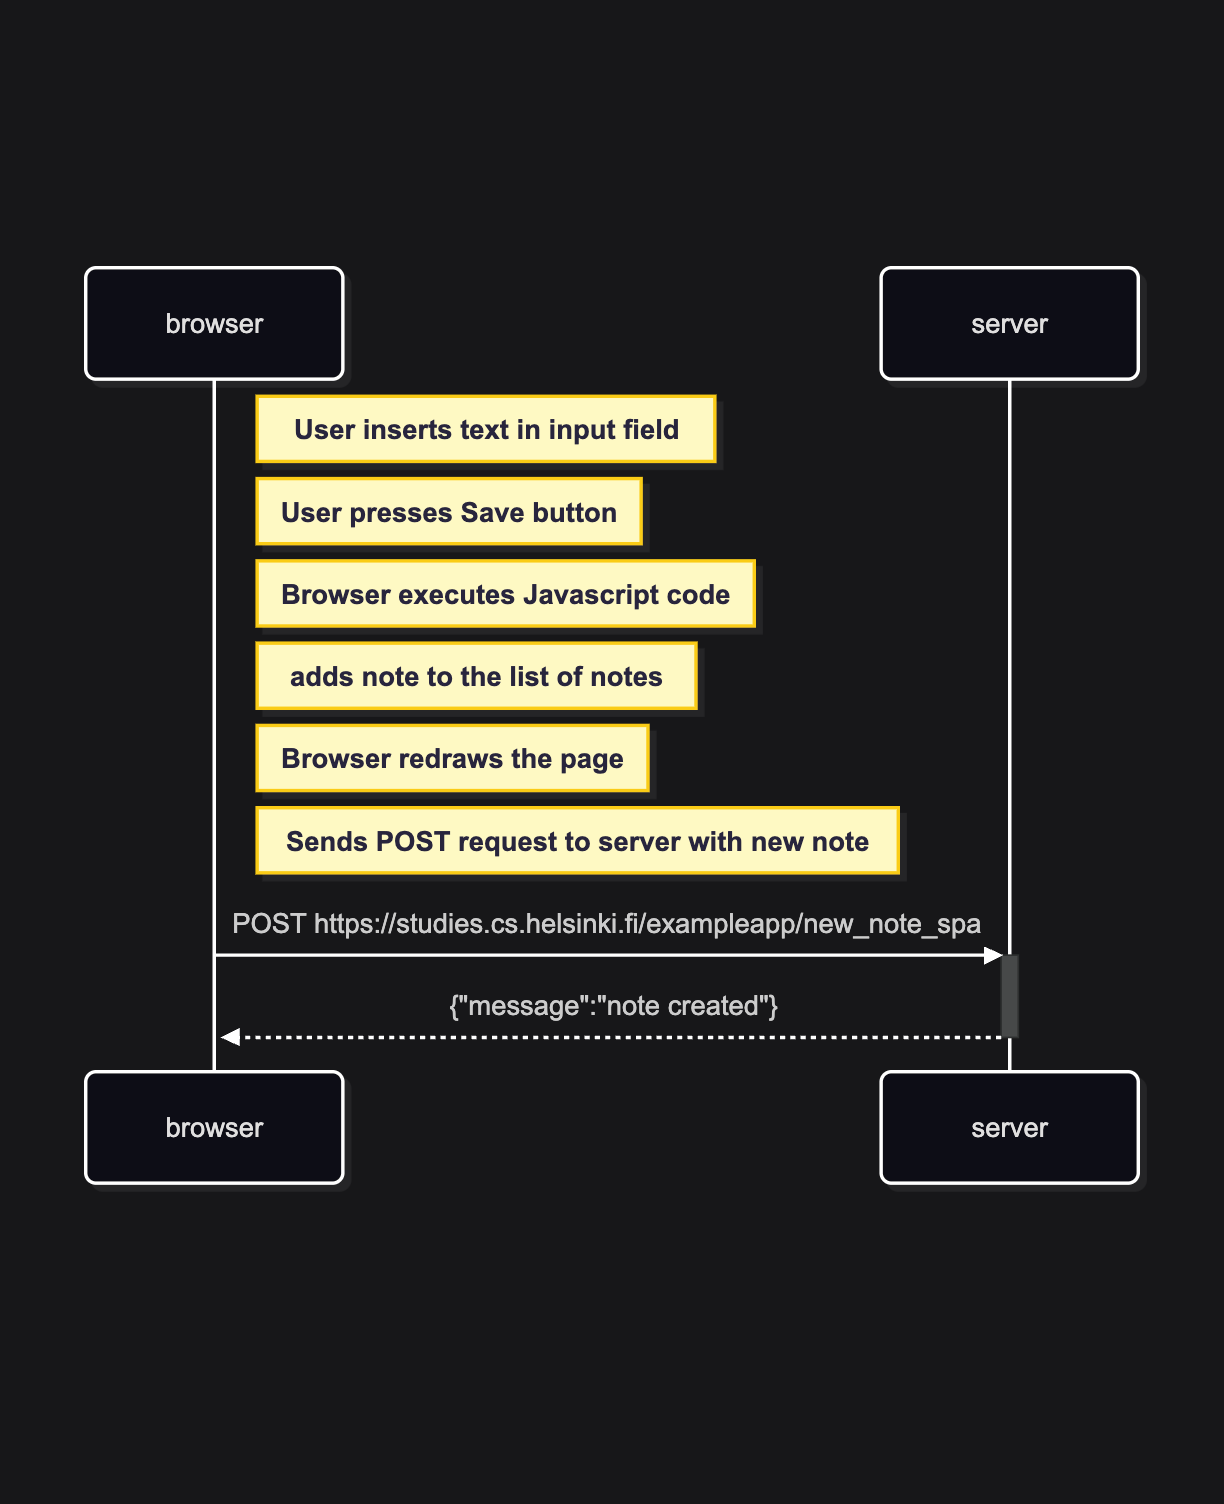 browser
server
User inserts text in input field
User presses Save button
Browser executes Javascript code
adds note to the list of notes
Browser redraws the page
Sends POST request to server with new note
POST https://studies.cs.helsinki.fi/exampleapp/new_note_spa
{"message":"note created"}
browser
server